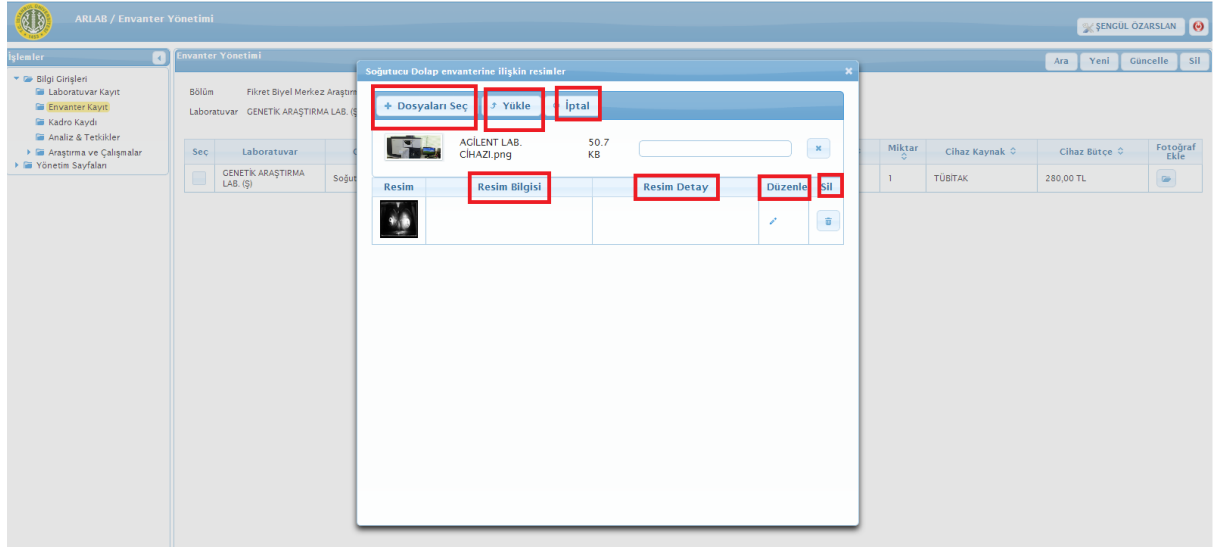 ARLAB / Envanter Yönetimi
ŞENGÜL ÖZARSLAN
İşlemler
Bilgi Girişleri
Laboratuvar Kayıt
Envanter Kayıt
Kadro Kaydı
Analiz & Tetkikler
Araştırma ve Çalışmalar
Yönetim Sayfaları
Envanter Yönetimi
Ara Yeni Güncelle Sil
Bölüm Fikret Biyel Merkez Araştırm
Laboratuvar GENETİK ARAŞTIRMA LAB. (Ş
Seç Laboratuvar
Miktar Cihaz Kaynak Cihaz Bütçe Fotoğraf
Ekle
GENETİK ARAŞTIRMA
LAB. (Ş)
Soğut
1 TÜBİTAK 280,00 TL
Soğutucu Dolap envanterine ilişkin resimler
+ Dosyaları Seç Yükle İptal
AGİLENT LAB.
CİHAZI.png
50.7
KB
Resim Resim Bilgisi Resim Detay Düzenle Sil